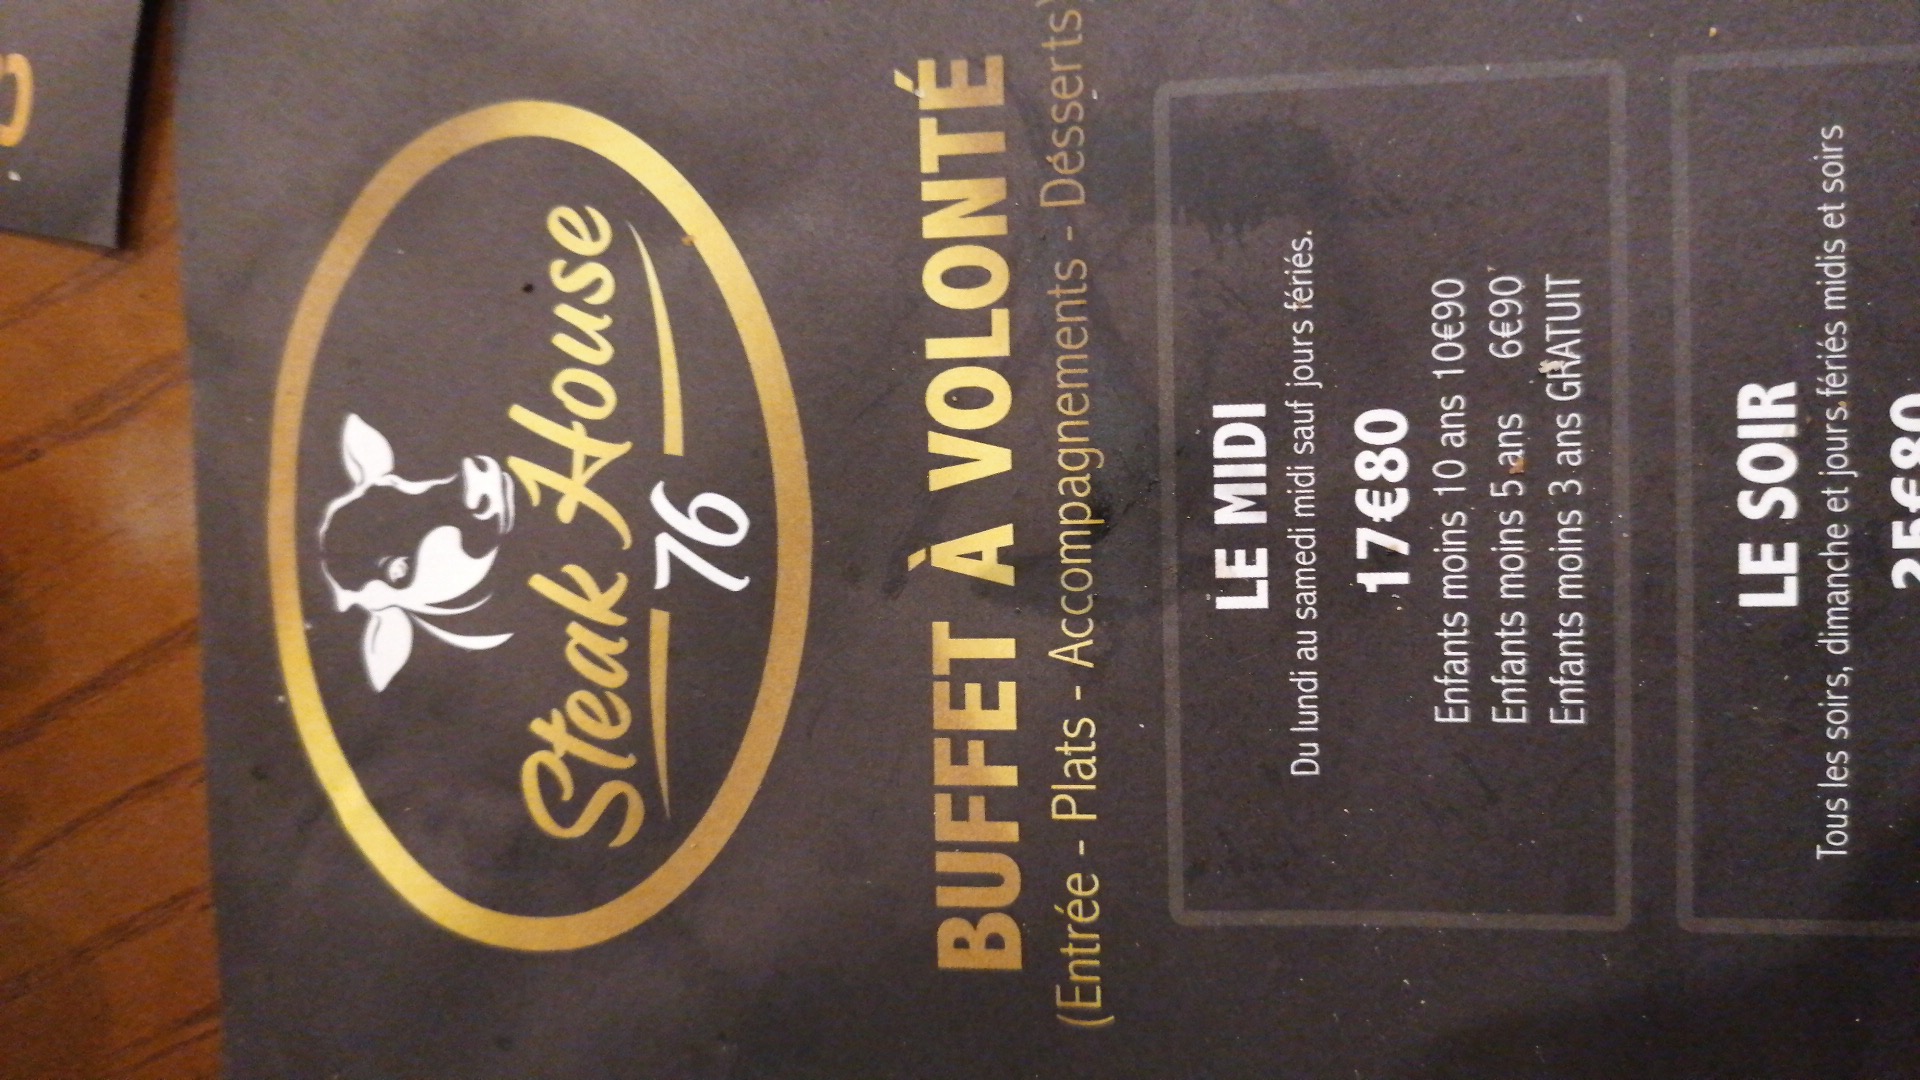 Steak House
76
BUFFET À VOLONTÉ
(Entrée - Plats - Accompagnements - Désserts)
LE MIDI
Du lundi au samedi midi sauf jours fériés.
17€80
Enfants moins 10 ans 10€90
Enfants moins 5 ans 6€90
Enfants moins 3 ans GRATUIT
LE SOIR
Tous les soirs, dimanche et jours fériés midis et soirs
25€80